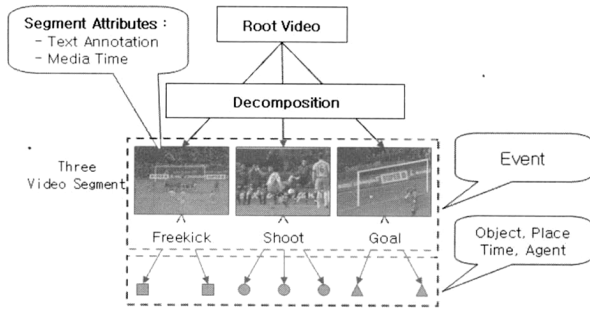 Segment Attributes :
- Text Annotation
- Media Time
Root Video
Decomposition
Three
Video Segment
Event
Freekick
Shoot
Goal
Object, Place
Time, Agent